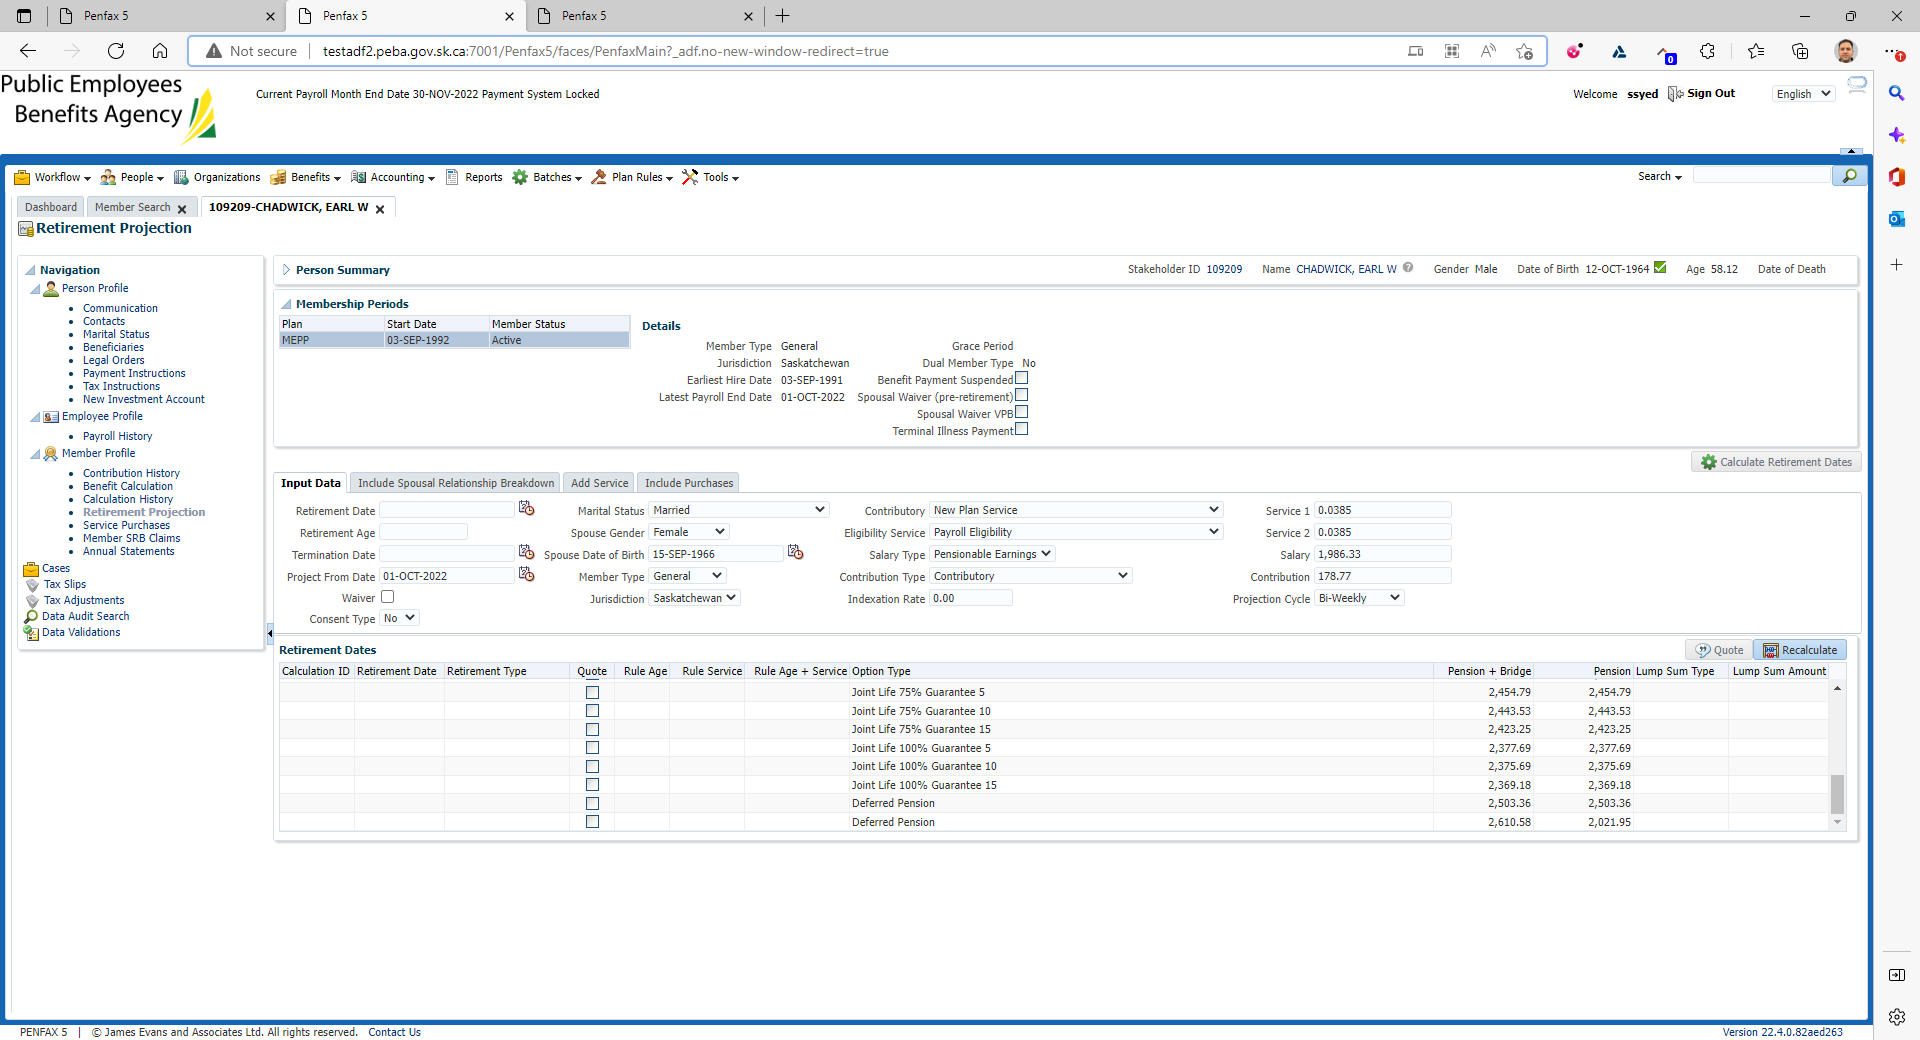 Penfax 5
Penfax 5
Penfax 5
Not secure
testadf2.peba.gov.sk.ca:7001/Penfax5/faces/PenfaxMain?_adf.no-new-window-redirect=true
0
1
Public Employees
Benefits Agency
Current Payroll Month End Date 30-NOV-2022 Payment System Locked
Welcome ssyed Sign Out English
Workflow People Organizations Benefits Accounting Reports Batches Plan Rules Tools Search
Dashboard Member Search 109209-CHADWICK, EARL W
Retirement Projection
Navigation
Person Profile
Communication
Contacts
Marital Status
Beneficiaries
Legal Orders
Payment Instructions
Tax Instructions
New Investment Account
Employee Profile
Payroll History
Member Profile
Contribution History
Benefit Calculation
Calculation History
Retirement Projection
Service Purchases
Member SRB Claims
Annual Statements
Cases
Tax Slips
Tax Adjustments
Data Audit Search
Data Validations
Person Summary Stakeholder ID 109209 Name CHADWICK, EARL W Gender Male Date of Birth 12-OCT-1964 Age 58.12 Date of Death
Membership Periods
Plan Start Date Member Status
MEPP 03-SEP-1992 Active
Details
Member Type General Grace Period
Jurisdiction Saskatchewan Dual Member Type No
Earliest Hire Date 03-SEP-1991 Benefit Payment Suspended
Latest Payroll End Date 01-OCT-2022 Spousal Waiver (pre-retirement)
Spousal Waiver VPB
Terminal Illness Payment
Calculate Retirement Dates
Input Data Include Spousal Relationship Breakdown Add Service Include Purchases
Retirement Date Marital Status Married Contributory New Plan Service Service 1 0.0385
Retirement Age Spouse Gender Female Eligibility Service Payroll Eligibility Service 2 0.0385
Termination Date Spouse Date of Birth 15-SEP-1966 Salary Type Pensionable Earnings Salary 1,986.33
Project From Date 01-OCT-2022 Member Type General Contribution Type Contributory Contribution 178.77
Waiver Jurisdiction Saskatchewan Indexation Rate 0.00 Projection Cycle Bi-Weekly
Consent Type No
Retirement Dates Quote Recalculate
Calculation ID Retirement Date Retirement Type Quote Rule Age Rule Service Rule Age + Service Option Type Pension + Bridge Pension Lump Sum Type Lump Sum Amount
Joint Life 75% Guarantee 5 2,454.79 2,454.79
Joint Life 75% Guarantee 10 2,443.53 2,443.53
Joint Life 75% Guarantee 15 2,423.25 2,423.25
Joint Life 100% Guarantee 5 2,377.69 2,377.69
Joint Life 100% Guarantee 10 2,375.69 2,375.69
Joint Life 100% Guarantee 15 2,369.18 2,369.18
Deferred Pension 2,503.36 2,503.36
Deferred Pension 2,610.58 2,021.95
PENFAX 5 | © James Evans and Associates Ltd. All rights reserved. Contact Us Version 22.4.0.82aed263